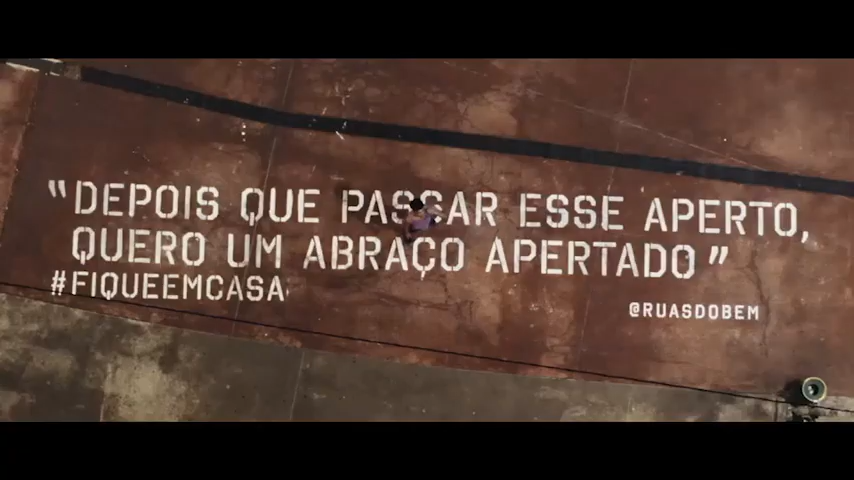 “DEPOIS QUE PASSAR ESSE APERTO,
QUERO UM ABRAÇO APERTADO”
#FIQUEEMCASA
@RUASDOBEM